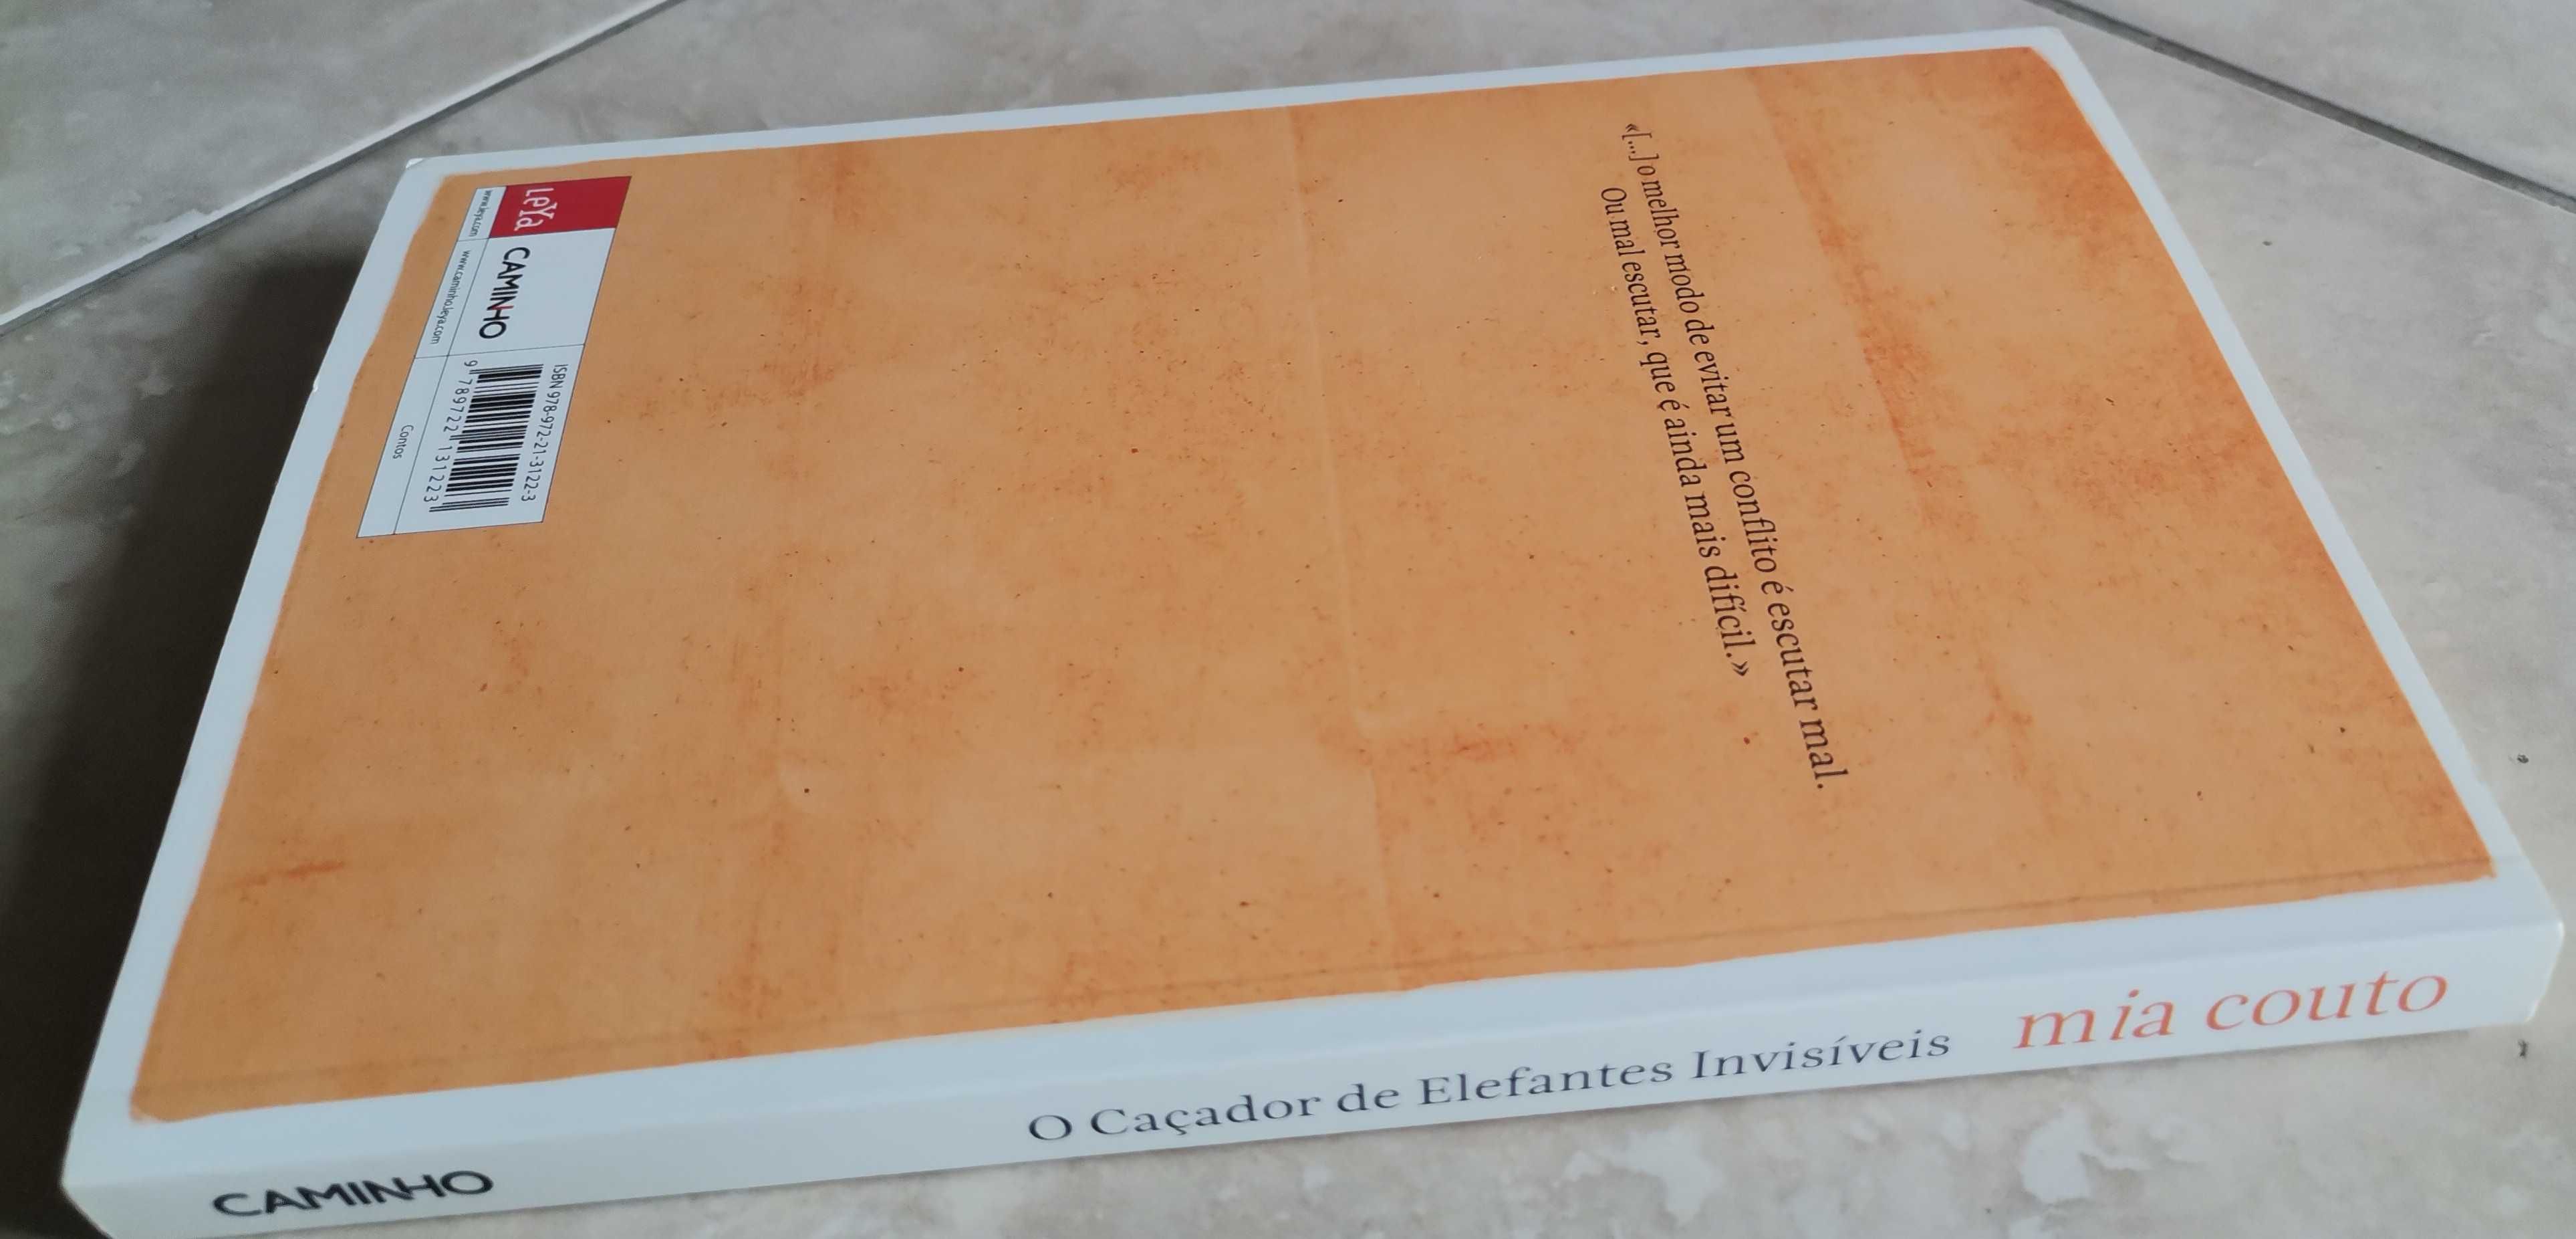 «[...] o melhor modo de evitar um conflito é escutar mal.
Ou mal escutar, que é ainda mais difícil.»
LeYa
CAMINHO
www.leya.com
www.caminho.leya.com
ISBN 978-972-21-3122-3
9 789722 131223
Contos
O Caçador de Elefantes Invisíveis
mia couto
CAMINHO